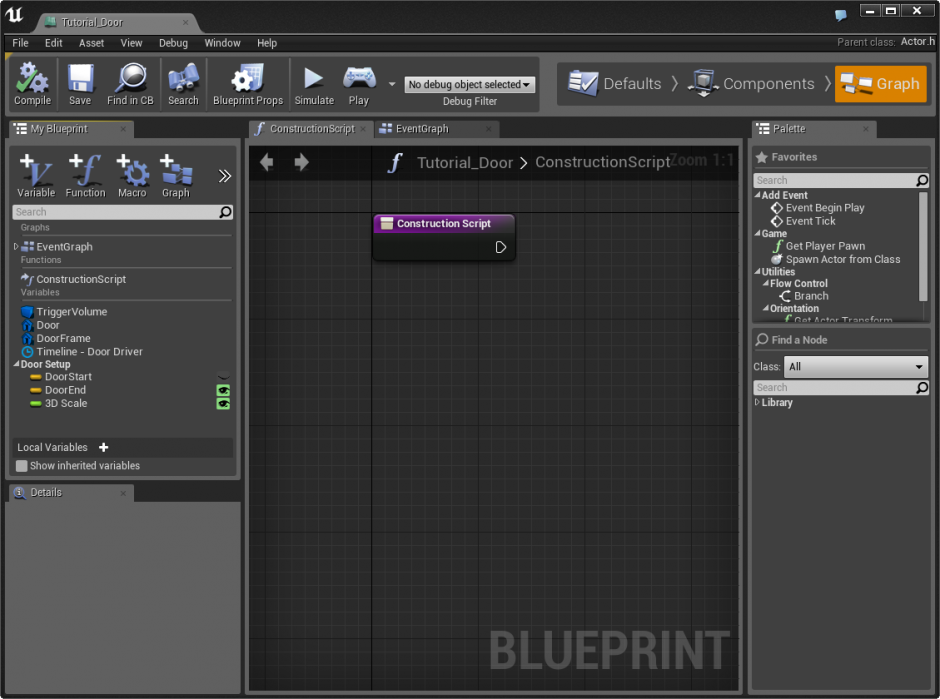 Tutorial_Door
File Edit Asset View Debug Window Help
Parent class: Actor.h
Compile Save Find in CB Search Blueprint Props Simulate Play
No debug object selected
Debug Filter
Defaults Components Graph
My Blueprint
Variable Function Macro Graph
Search
Graphs
EventGraph
Functions
ConstructionScript
Variables
TriggerVolume
Door
DoorFrame
Timeline - Door Driver
Door Setup
DoorStart
DoorEnd
3D Scale
Local Variables
Show inherited variables
Details
ConstructionScript EventGraph
Tutorial_Door > ConstructionScript
Zoom 1:1
Construction Script
BLUEPRINT
Palette
Favorites
Search
Add Event
Event Begin Play
Event Tick
Game
Get Player Pawn
Spawn Actor from Class
Utilities
Flow Control
Branch
Orientation
Get Actor Transform
Find a Node
Class: All
Search
Library